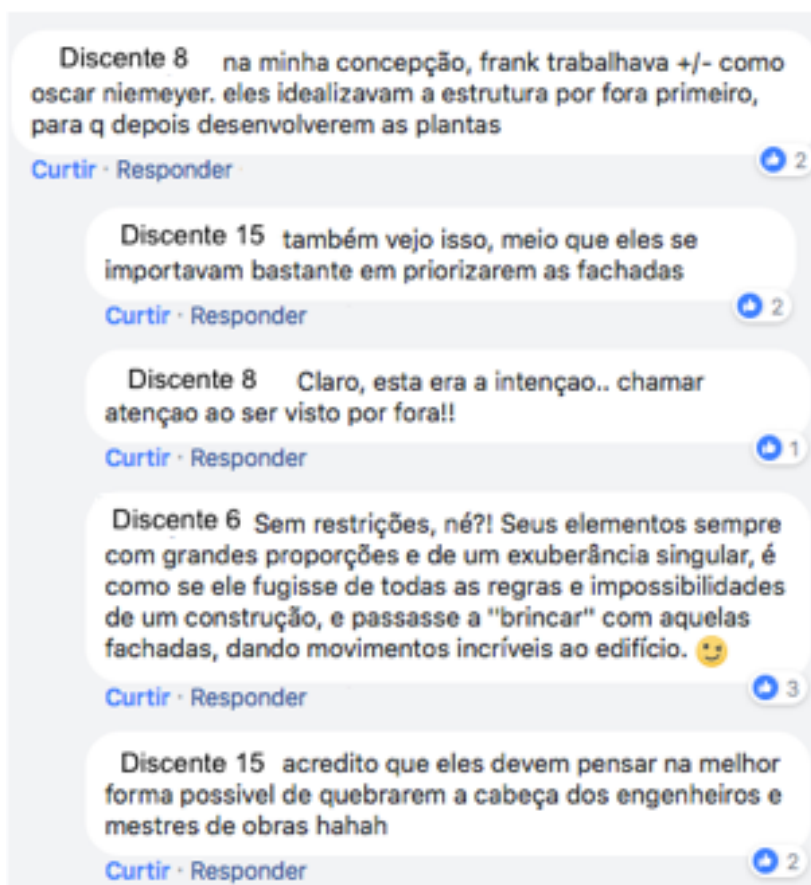 Discente 8 na minha concepção, frank trabalhava +/- como
oscar niemeyer. eles idealizavam a estrutura por fora primeiro,
para q depois desenvolverem as plantas
Curtir · Responder
2
Discente 15 também vejo isso, meio que eles se
importavam bastante em priorizarem as fachadas
Curtir · Responder
2
Discente 8 Claro, esta era a intençao.. chamar
atençao ao ser visto por fora!!
Curtir · Responder
1
Discente 6 Sem restrições, né?! Seus elementos sempre
com grandes proporções e de um exuberância singular, é
como se ele fugisse de todas as regras e impossibilidades
de um construção, e passasse a "brincar" com aquelas
fachadas, dando movimentos incríveis ao edifício. 😉
Curtir · Responder
3
Discente 15 acredito que eles devem pensar na melhor
forma possivel de quebrarem a cabeça dos engenheiros e
mestres de obras hahah
Curtir · Responder
2